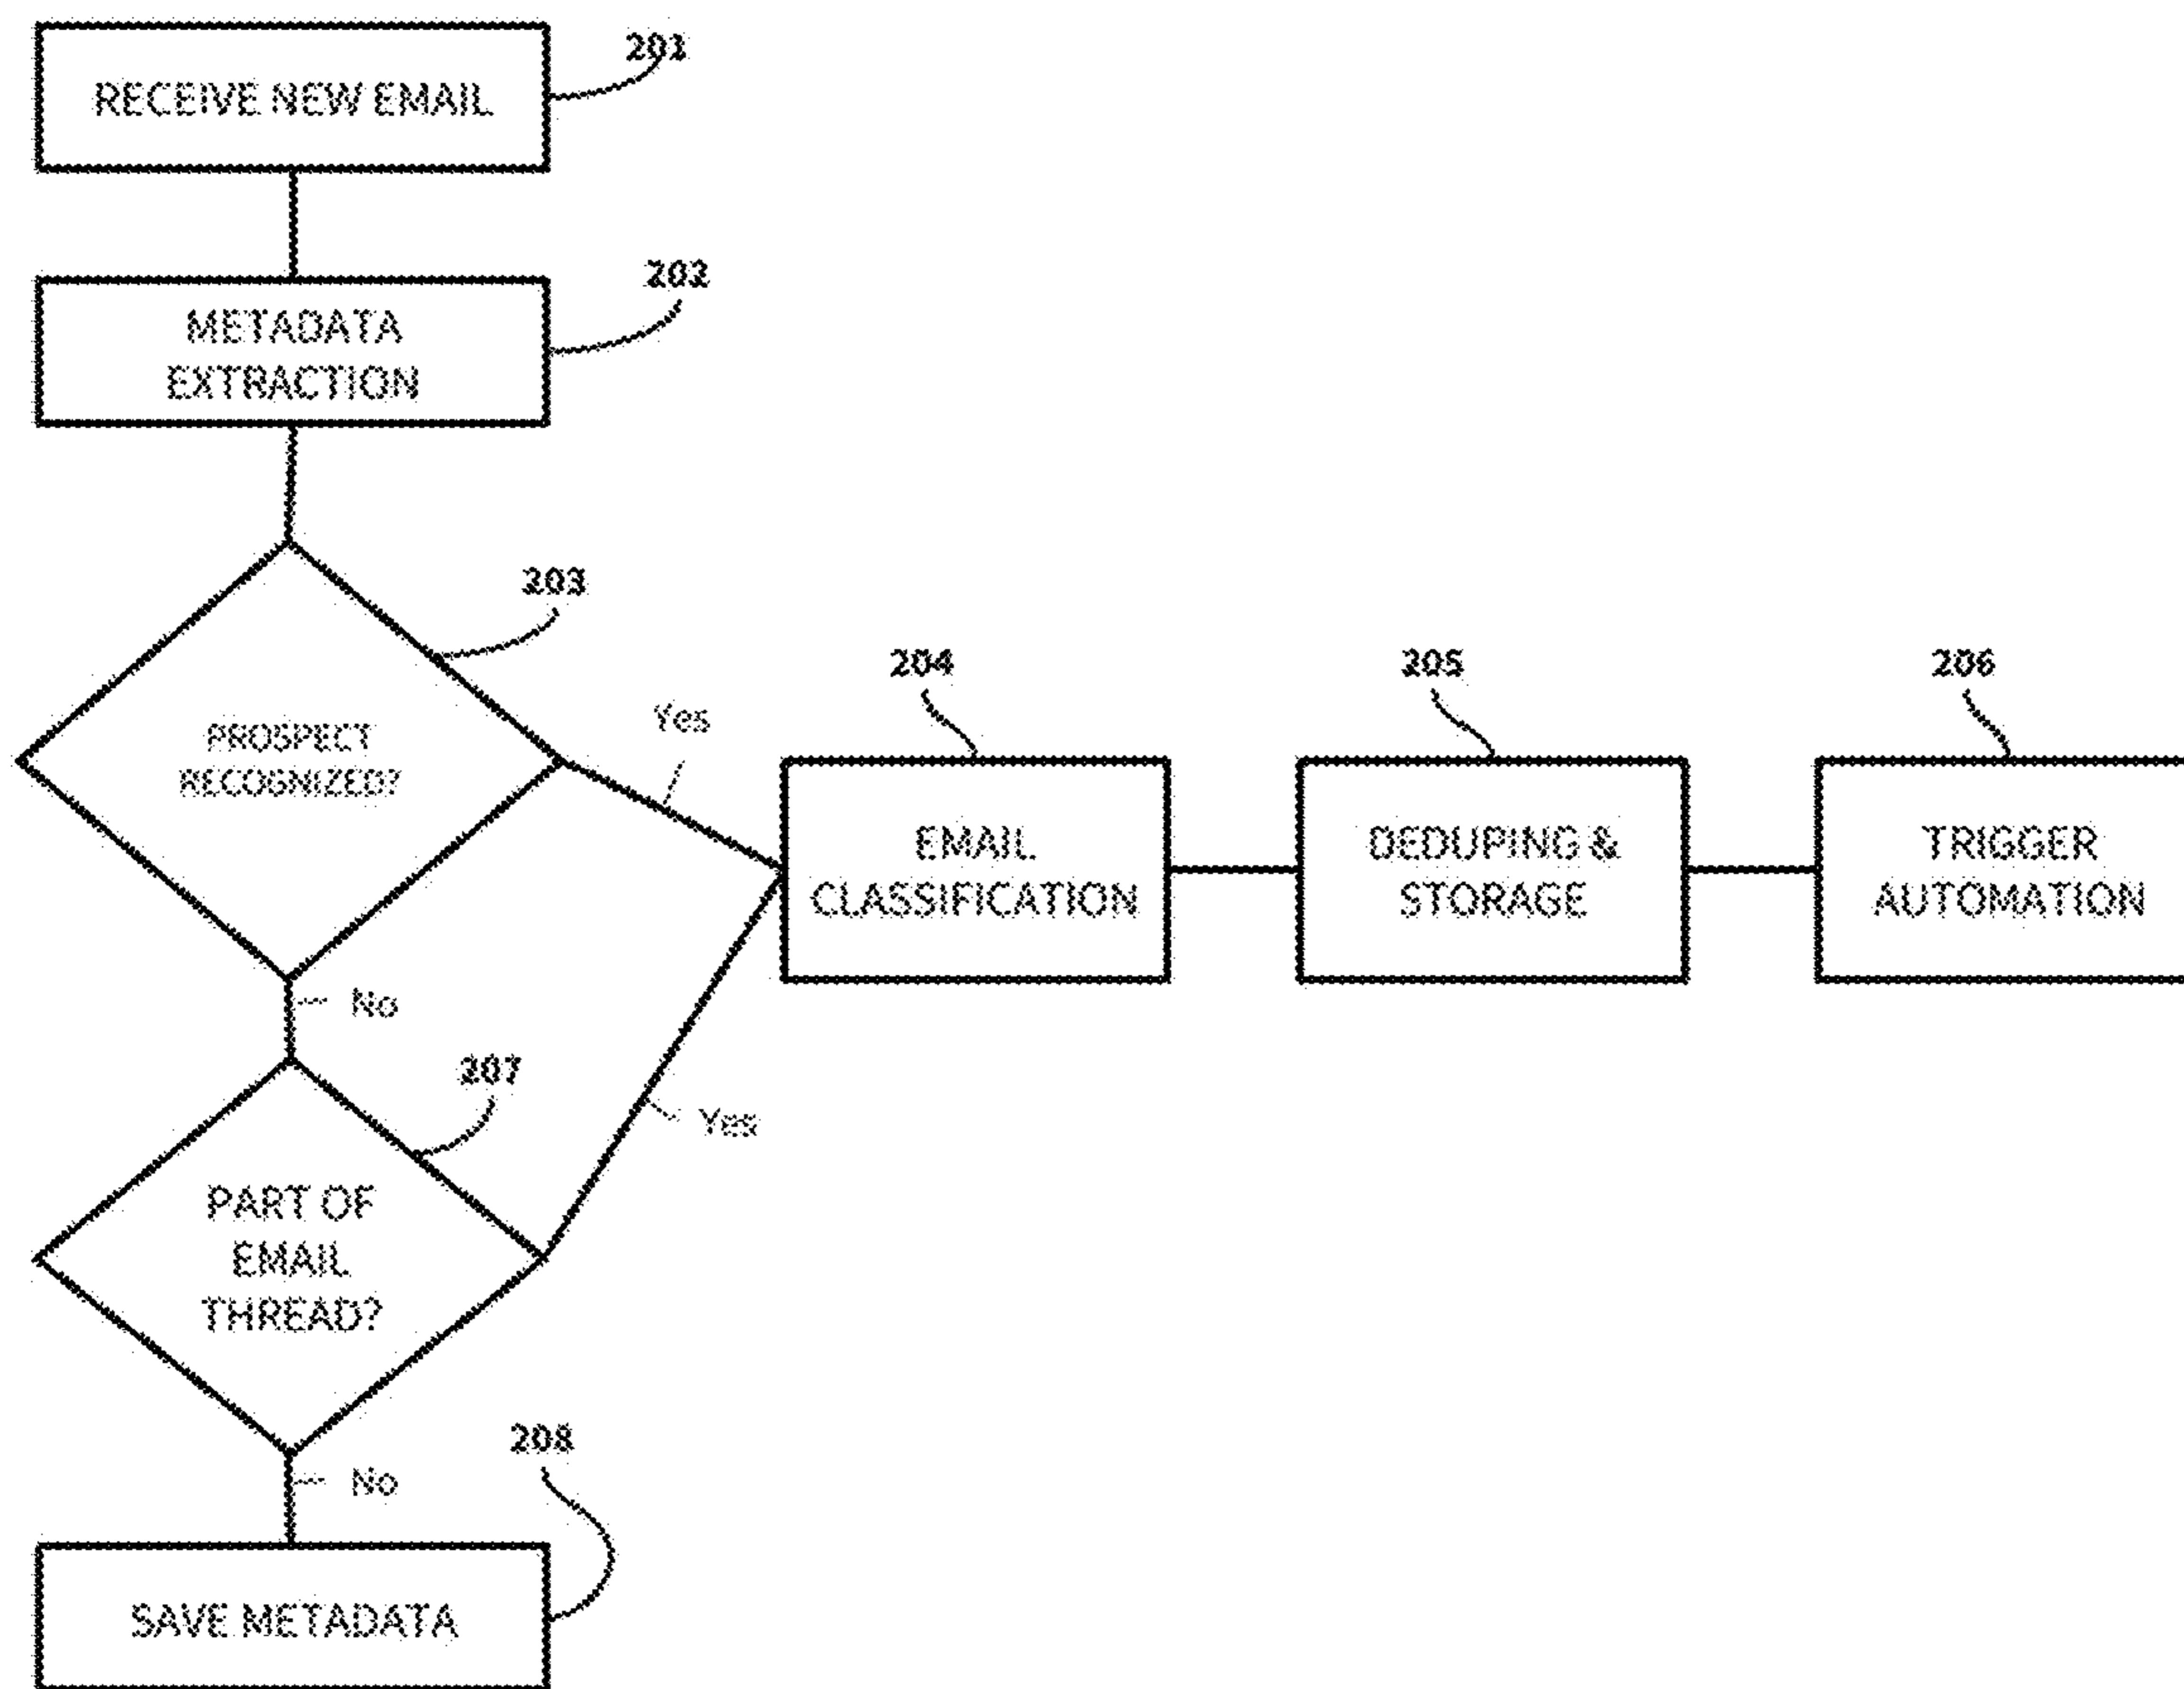 201
RECEIVE NEW EMAIL
202
METADATA
EXTRACTION
203
PROSPECT
RECOGNIZED?
Yes
204
EMAIL
CLASSIFICATION
205
DEDUPING &
STORAGE
206
TRIGGER
AUTOMATION
No
207
PART OF
EMAIL
THREAD?
Yes
No
208
SAVE METADATA